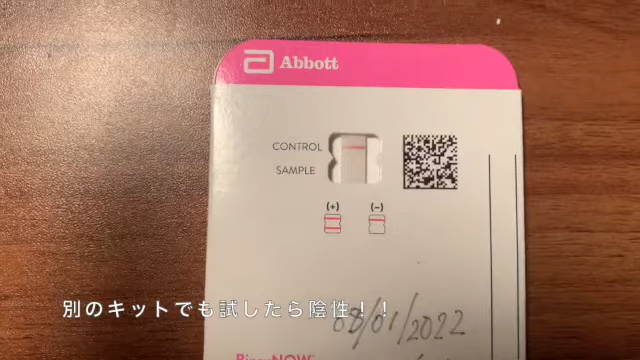 Abbott
CONTROL
SAMPLE
(+) (-)
別のキットでも試したら陰性！！
08/01/2022
BinaxNOW™